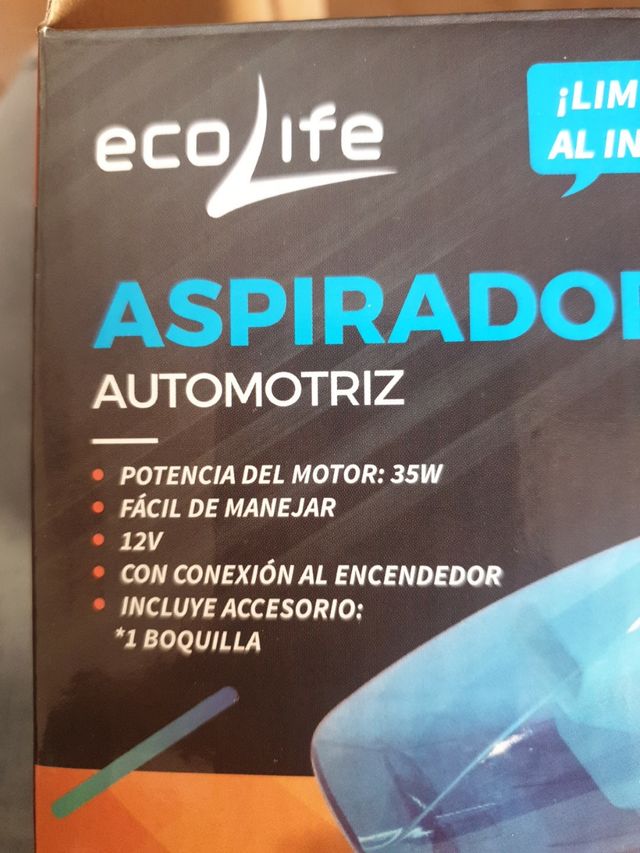 ecoLife
¡LIM
AL IN
ASPIRADO
AUTOMOTRIZ
• POTENCIA DEL MOTOR: 35W
• FÁCIL DE MANEJAR
• 12V
• CON CONEXIÓN AL ENCENDEDOR
• INCLUYE ACCESORIO:
*1 BOQUILLA